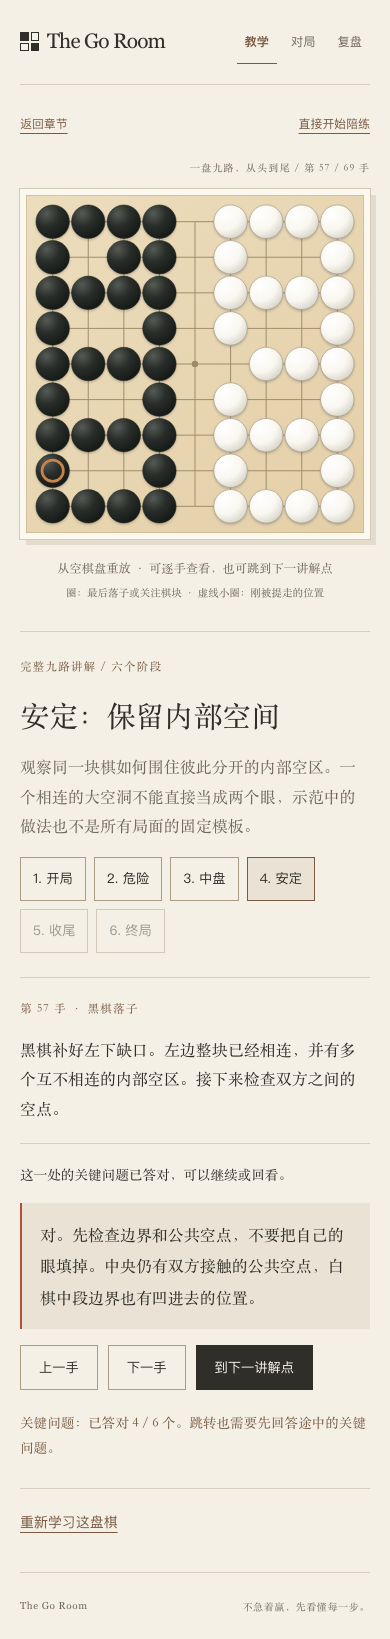 The Go Room
教学 对局 复盘
返回章节 直接开始陪练
一盘九路，从头到尾 / 第 57 / 69 手
从空棋盘重放 · 可逐手查看，也可跳到下一讲解点
圈：最后落子或关注棋块 · 虚线小圈：刚被提走的位置
完整九路讲解 / 六个阶段
安定：保留内部空间
观察同一块棋如何围住彼此分开的内部空区。一
个相连的大空洞不能直接当成两个眼，示范中的
做法也不是所有局面的固定模板。
1. 开局 2. 危险 3. 中盘 4. 安定
5. 收尾 6. 终局
第 57 手 · 黑棋落子
黑棋补好左下缺口。左边整块已经相连，并有多
个互不相连的内部空区。接下来检查双方之间的
空点。
这一处的关键问题已答对，可以继续或回看。
对。先检查边界和公共空点，不要把自己的
眼填掉。中央仍有双方接触的公共空点，白
棋中段边界也有凹进去的位置。
上一手 下一手 到下一讲解点
关键问题：已答对 4 / 6 个。跳转也需要先回答途中的关键
问题。
重新学习这盘棋
The Go Room 不急着赢，先看懂每一步。